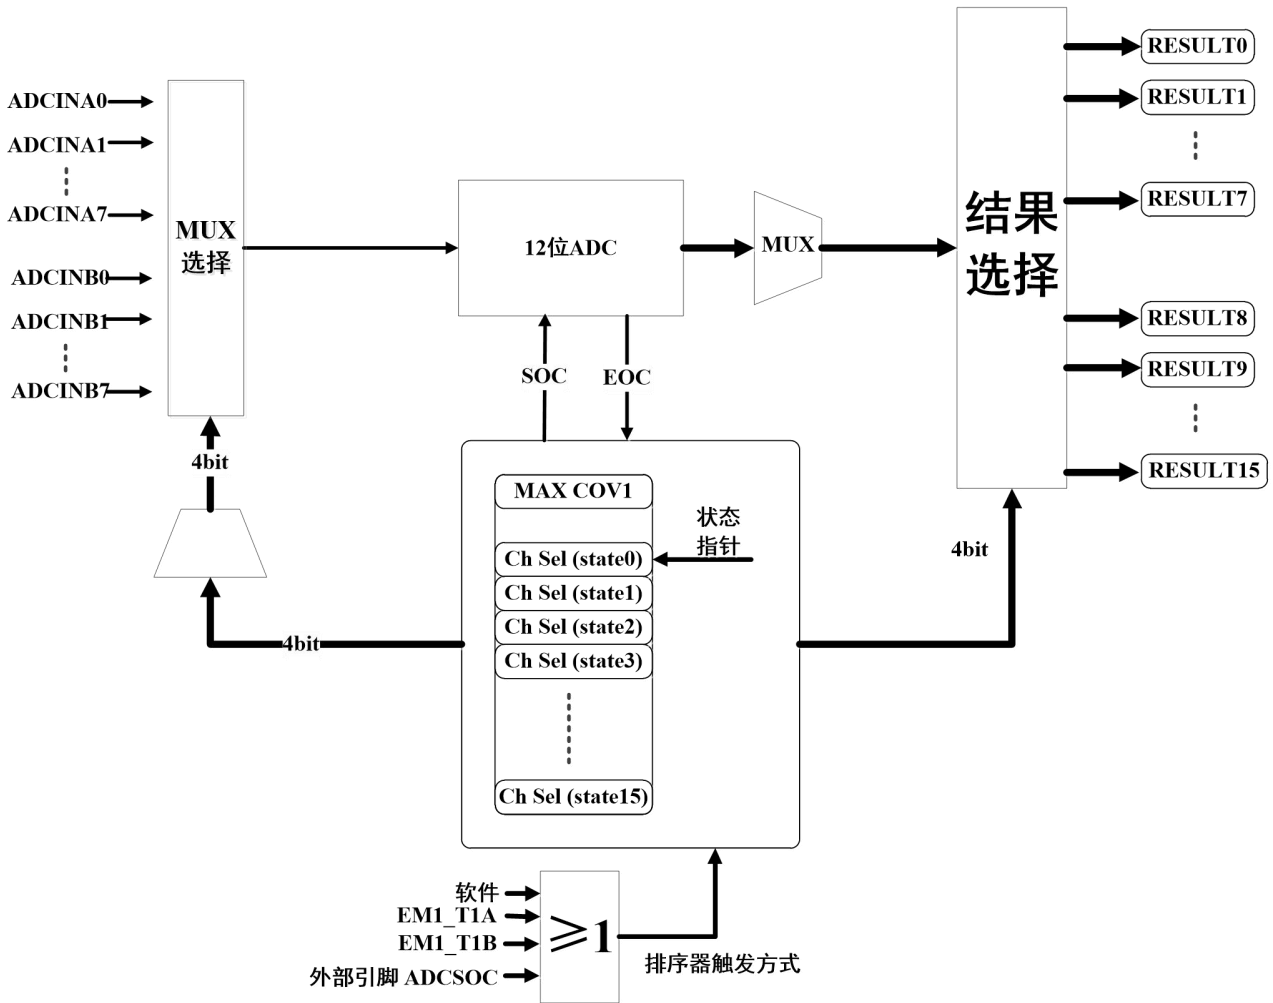 ADCINA0
ADCINA1
ADCINA7
ADCINB0
ADCINB1
ADCINB7
MUX
选择
4bit
4bit
12位ADC
MUX
SOC
EOC
MAX COV1
Ch Sel (state0)
Ch Sel (state1)
Ch Sel (state2)
Ch Sel (state3)
Ch Sel (state15)
状态
指针
结果
选择
4bit
RESULT0
RESULT1
RESULT7
RESULT8
RESULT9
RESULT15
软件
EM1_T1A
EM1_T1B
外部引脚 ADCSOC
≥1
排序器触发方式